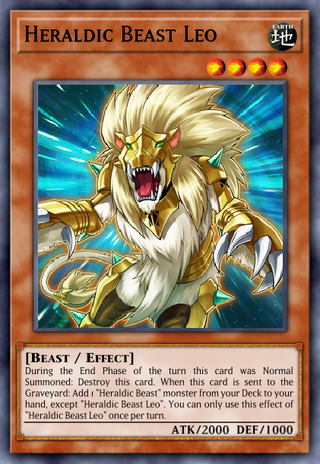 Heraldic Beast Leo
EARTH
地
[Beast / Effect]
During the End Phase of the turn this card was Normal
Summoned: Destroy this card. When this card is sent to the
Graveyard: Add 1 "Heraldic Beast" monster from your Deck to your
hand, except "Heraldic Beast Leo". You can only use this effect of
"Heraldic Beast Leo" once per turn.
ATK/2000 DEF/1000